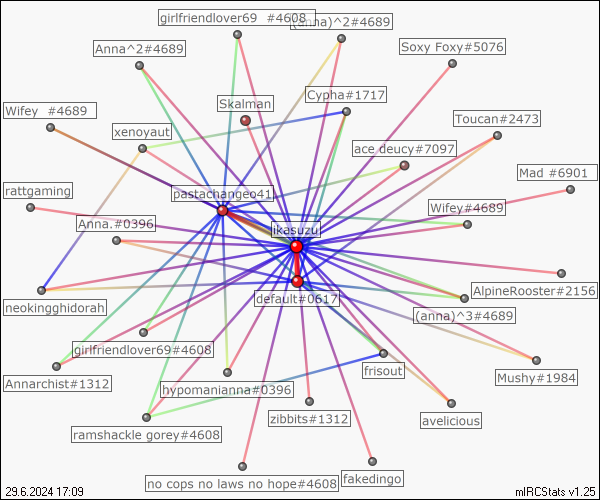 girlfriendlover69 #4608
(anna)^2#4689
Anna^2#4689
Soxy Foxy#5076
Cypha#1717
Skalman
Wifey #4689
Toucan#2473
xenoyaut
ace deucy#7097
Mad #6901
rattgaming
pastachangeo41
Wifey#4689
Anna.#0396
likasuzu
AlpineRooster#2156
default#0617
neokingghidorah
(anna)^3#4689
girlfriendlover69#4608
frisout
Annarchist#1312
hypomanianna#0396
Mushy#1984
zibbits#1312
avelicious
ramshackle gorey#4608
fakedingo
no cops no laws no hope#4608
29.6.2024 17:09
mIRCStats v1.25